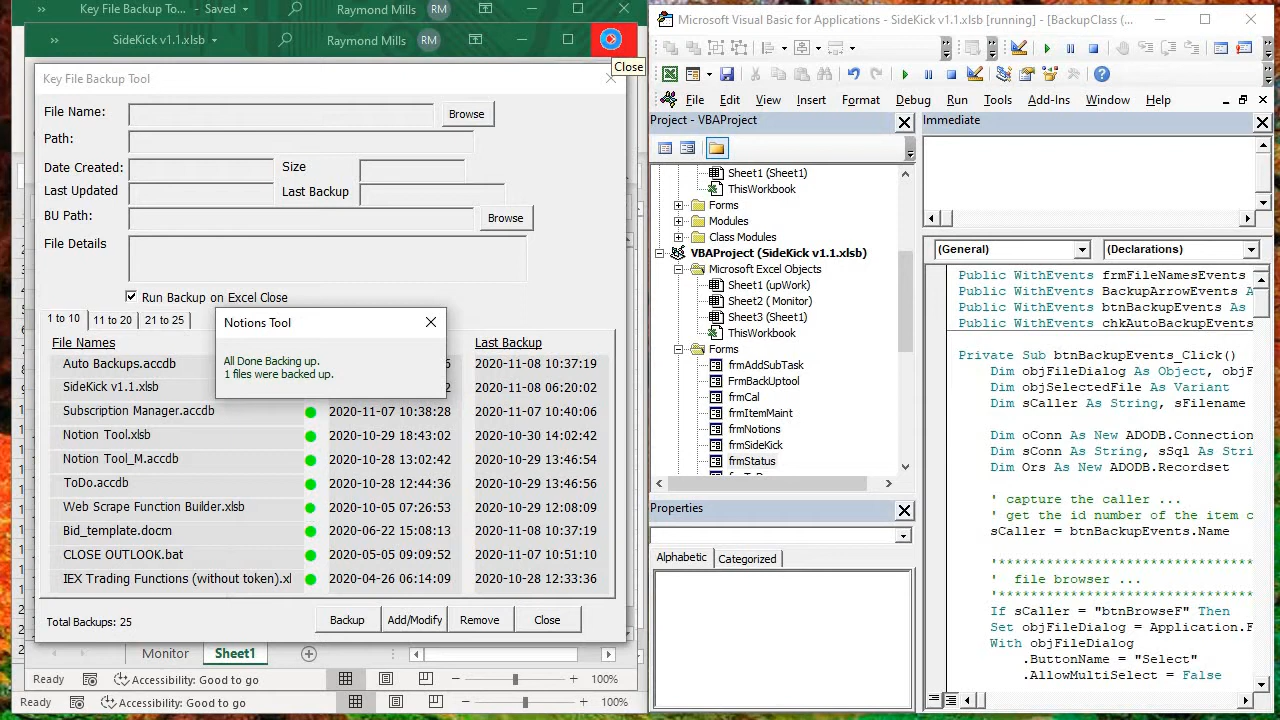 Key File Backup To... - Saved
Raymond Mills RM
SicKick v1.1.xlsb
Raymond Mills RM
Close
Key File Backup Tool
File Name: Browse
Path:
Date Created: Size
Last Updated Last Backup
BU Path: Browse
File Details
Run Backup on Excel Close
1 to 10 11 to 20 21 to 25
File Names Last Backup
Auto Backups.accdb 2020-11-08 10:37:19
SideKick v1.1.xlsb 2020-11-08 06:20:02
Subscription Manager.accdb 2020-11-07 10:38:28 2020-11-07 10:40:06
Notion Tool.xlsb 2020-10-29 18:43:02 2020-10-30 14:02:42
Notion Tool_M.accdb 2020-10-28 13:02:42 2020-10-29 13:46:54
ToDo.accdb 2020-10-28 12:44:36 2020-10-29 13:46:56
Web Scrape Function Builder.xlsb 2020-10-05 07:26:53 2020-10-29 12:08:09
Bid_template.docm 2020-06-22 15:08:13 2020-11-08 10:37:19
CLOSE OUTLOOK.bat 2020-05-05 09:09:52 2020-11-07 10:51:10
IEX Trading Functions (without token).xl 2020-04-26 06:14:09 2020-10-28 12:33:36
Notions Tool
All Done Backing up.
1 files were backed up.
Total Backups: 25
Backup Add/Modify Remove Close
Monitor Sheet1
Ready Accessibility: Good to go 100%
Ready Accessibility: Good to go 100%
Microsoft Visual Basic for Applications - SideKick v1.1.xlsb [running] - [BackupClass (...
File Edit View Insert Format Debug Run Tools Add-Ins Window Help
Project - VBAProject
Sheet1 (Sheet1)
ThisWorkbook
Forms
Modules
Class Modules
VBAProject (SideKick v1.1.xlsb)
Microsoft Excel Objects
Sheet1 (upWork)
Sheet2 ( Monitor)
Sheet3 (Sheet1)
ThisWorkbook
Forms
frmAddSubTask
FrmBackUptool
frmCal
frmItemMaint
frmNotions
frmSideKick
frmStatus
Properties
Alphabetic Categorized
Immediate
(General) (Declarations)
Public WithEvents frmFileNamesEvents
Public WithEvents BackupArrowEvents A
Public WithEvents btnBackupEvents As
Public WithEvents chkAutoBackupEvents
Private Sub btnBackupEvents_Click()
Dim objFileDialog As Object, objF
Dim objSelectedFile As Variant
Dim sCaller As String, sFilename
Dim oConn As New ADODB.Connection
Dim sConn As String, sSql As Stri
Dim Ors As New ADODB.Recordset
' capture the caller ...
' get the id number of the item c
sCaller = btnBackupEvents.Name
'*********************************
' file browser ...
'*********************************
If sCaller = "btnBrowseF" Then
Set objFileDialog = Application.F
With objFileDialog
.ButtonName = "Select"
.AllowMultiSelect = False